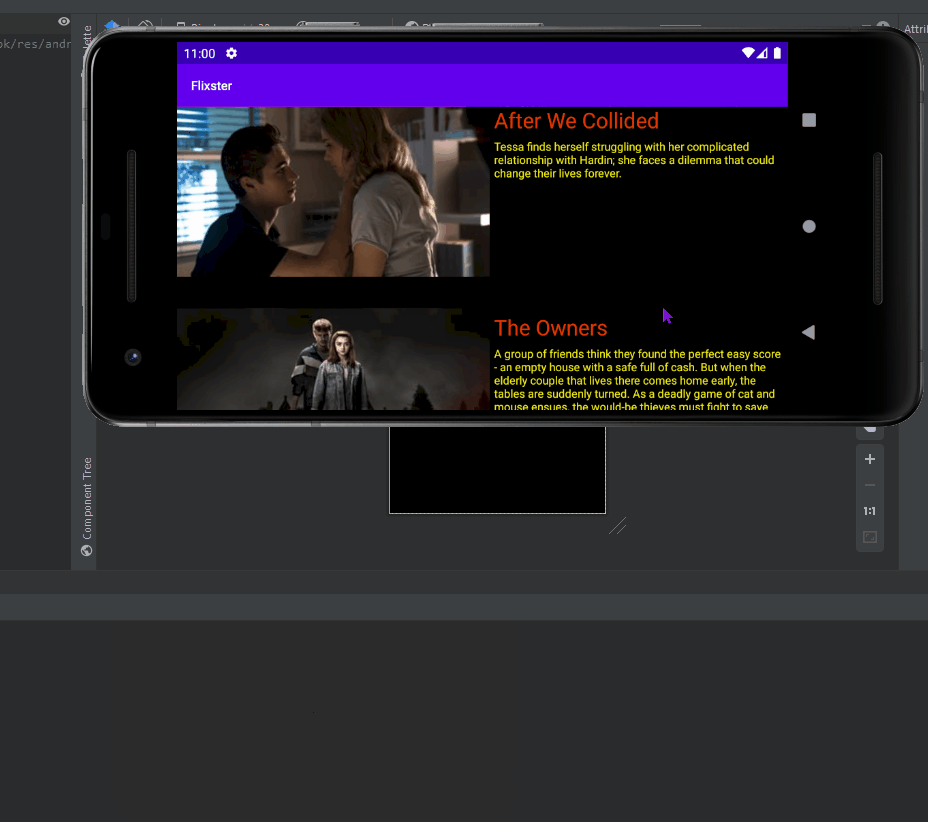 ok/res/andr
11:00
Attri
Flixster
After We Collided
Tessa finds herself struggling with her complicated
relationship with Hardin; she faces a dilemma that could
change their lives forever.
The Owners
A group of friends think they found the perfect easy score
- an empty house with a safe full of cash. But when the
elderly couple that lives there comes home early, the
tables are suddenly turned. As a deadly game of cat and
mouse ensues, the would-be thieves must fight to save
Component Tree
1:1